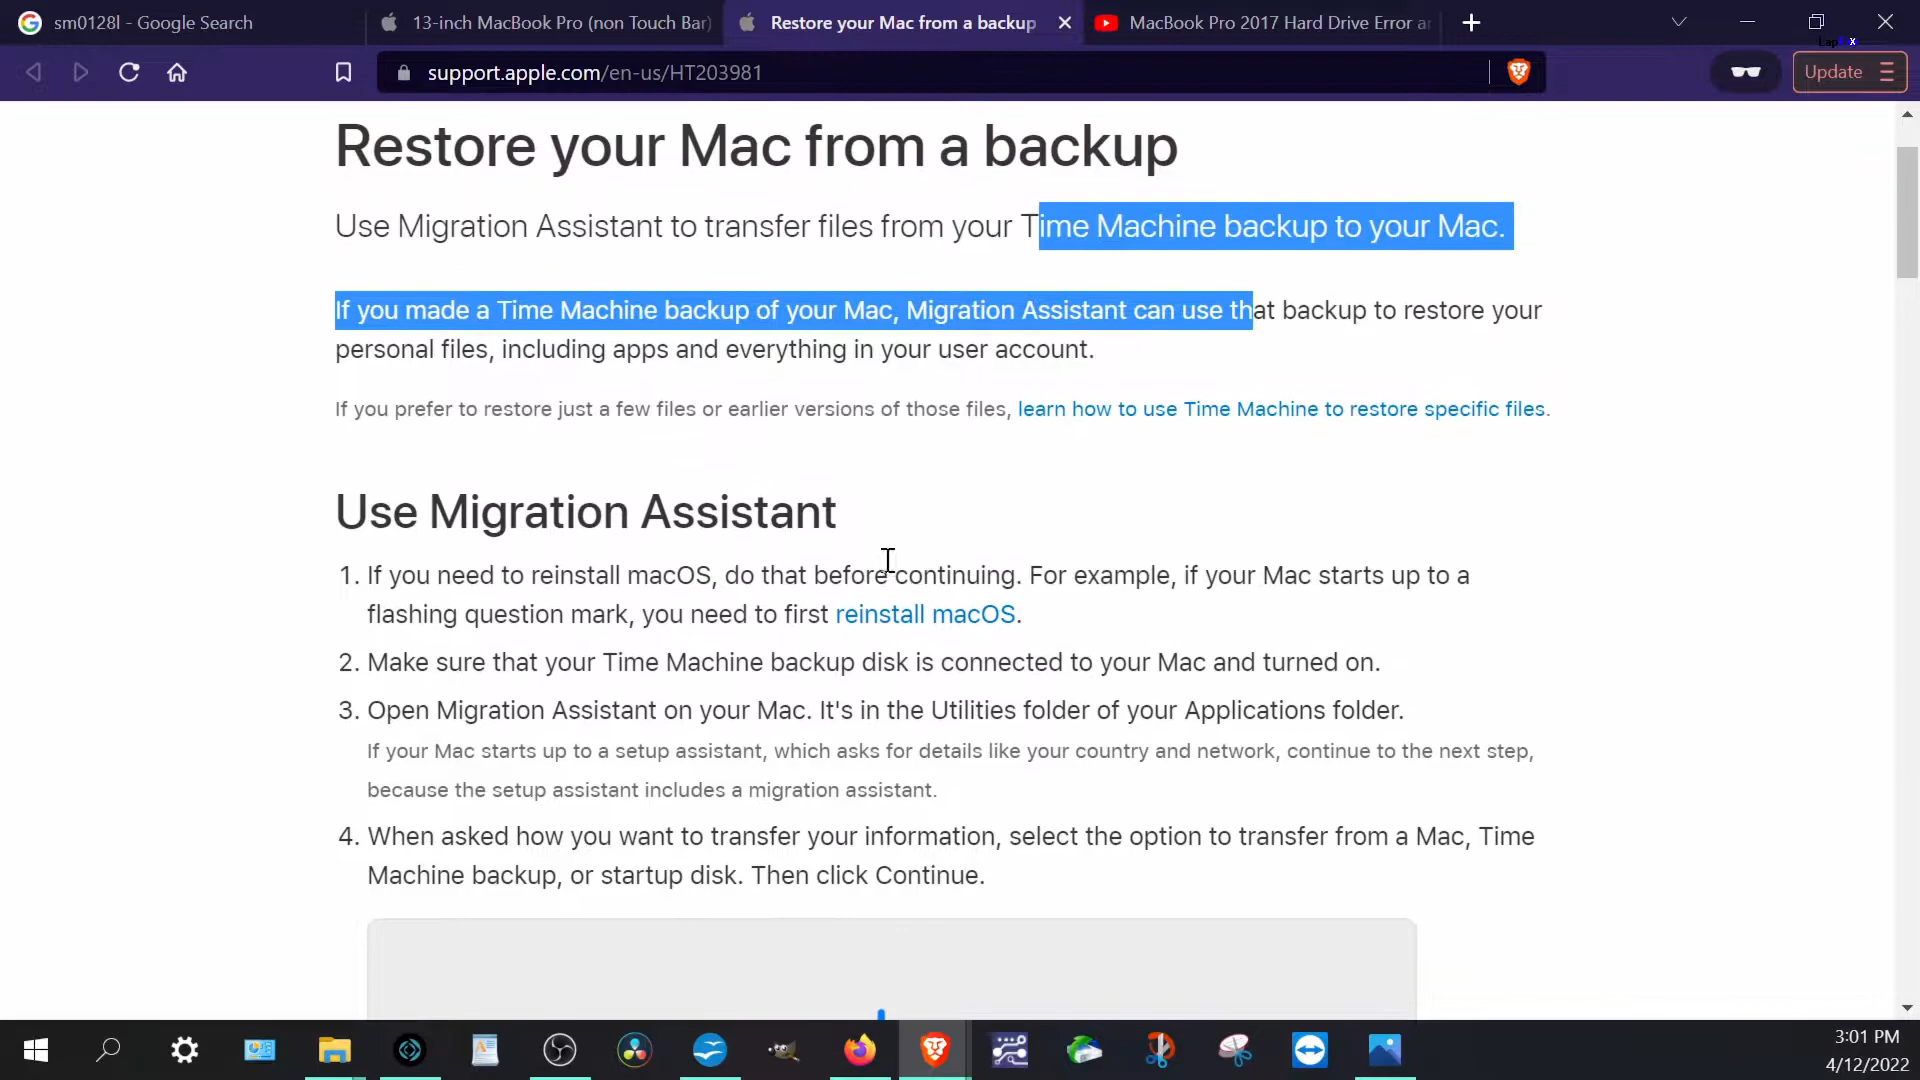 sm0128l - Google Search
13-inch MacBook Pro (non Touch Bar)
Restore your Mac from a backup
MacBook Pro 2017 Hard Drive Error ar
support.apple.com/en-us/HT203981
Update
Restore your Mac from a backup
Use Migration Assistant to transfer files from your Time Machine backup to your Mac.
If you made a Time Machine backup of your Mac, Migration Assistant can use that backup to restore your
personal files, including apps and everything in your user account.
If you prefer to restore just a few files or earlier versions of those files, learn how to use Time Machine to restore specific files.
Use Migration Assistant
1. If you need to reinstall macOS, do that before continuing. For example, if your Mac starts up to a
flashing question mark, you need to first reinstall macOS.
2. Make sure that your Time Machine backup disk is connected to your Mac and turned on.
3. Open Migration Assistant on your Mac. It's in the Utilities folder of your Applications folder.
If your Mac starts up to a setup assistant, which asks for details like your country and network, continue to the next step,
because the setup assistant includes a migration assistant.
4. When asked how you want to transfer your information, select the option to transfer from a Mac, Time
Machine backup, or startup disk. Then click Continue.
3:01 PM
4/12/2022